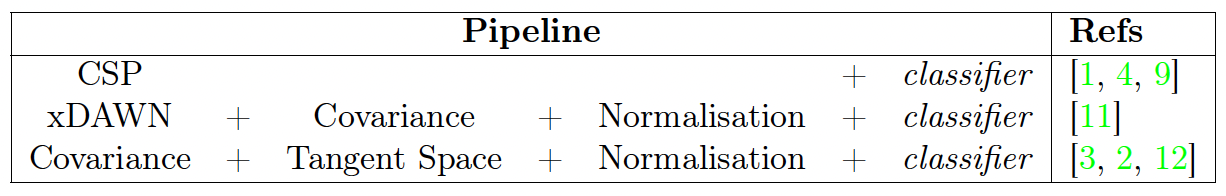 Pipeline Refs
CSP + classifier [1, 4, 9]
xDAWN + Covariance + Normalisation + classifier [11]
Covariance + Tangent Space + Normalisation + classifier [3, 2, 12]